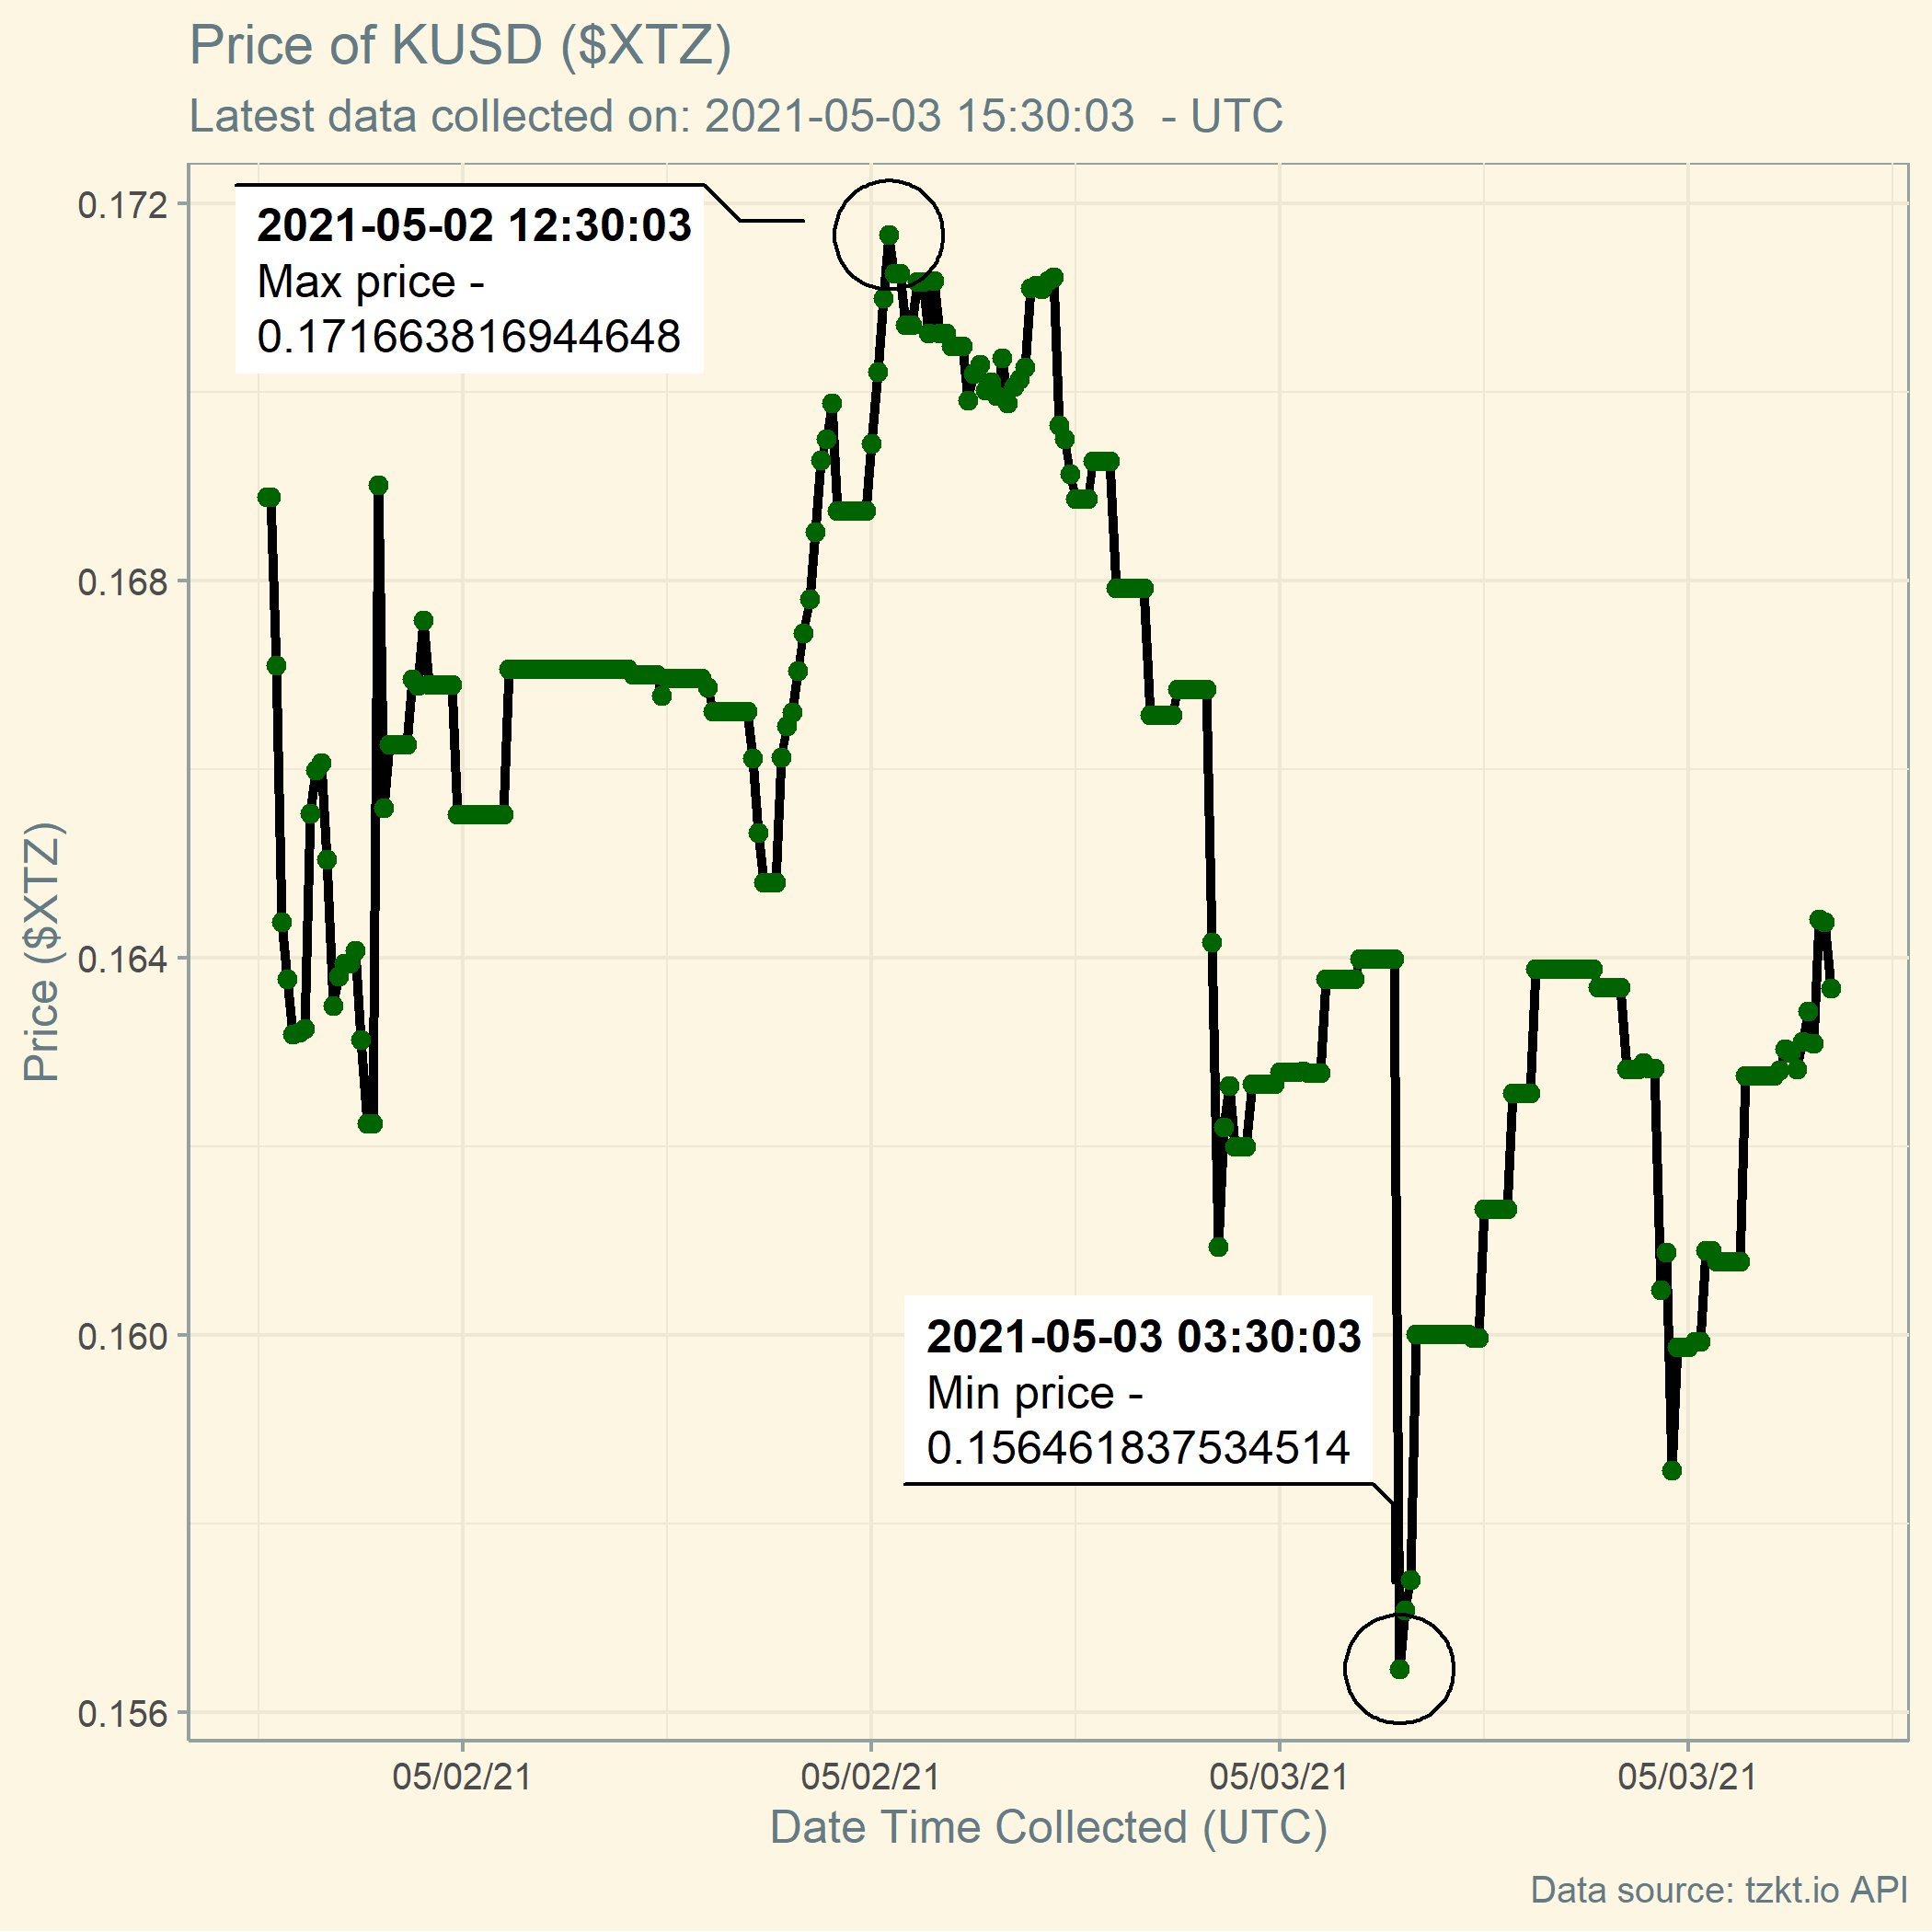 Price of KUSD ($XTZ)
Latest data collected on: 2021-05-03 15:30:03  - UTC
0.172
2021-05-02 12:30:03
Max price -
0.171663816944648
0.168
Price ($XTZ)
0.164
0.160
2021-05-03 03:30:03
Min price -
0.156461837534514
0.156
05/02/21
05/02/21
05/03/21
05/03/21
Date Time Collected (UTC)
Data source: tzkt.io API